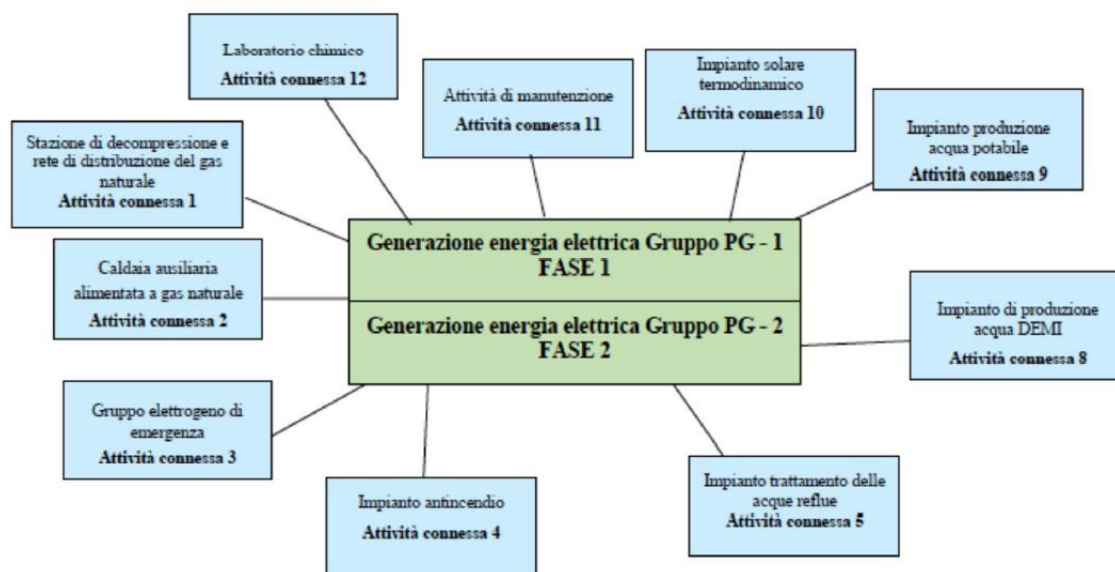 Laboratorio chimico
Attività connessa 12
Attività di manutenzione
Attività connessa 11
Impianto solare
termodinamico
Attività connessa 10
Impianto produzione
acqua potabile
Attività connessa 9
Stazione di decompressione e
rete di distribuzione del gas
naturale
Attività connessa 1
Generazione energia elettrica Gruppo PG - 1
FASE 1
Caldaia ausiliaria
alimentata a gas naturale
Attività connessa 2
Generazione energia elettrica Gruppo PG - 2
FASE 2
Impianto di produzione
acqua DEMI
Attività connessa 8
Gruppo elettrogeno di
emergenza
Attività connessa 3
Impianto antincendio
Attività connessa 4
Impianto trattamento delle
acque reflue
Attività connessa 5